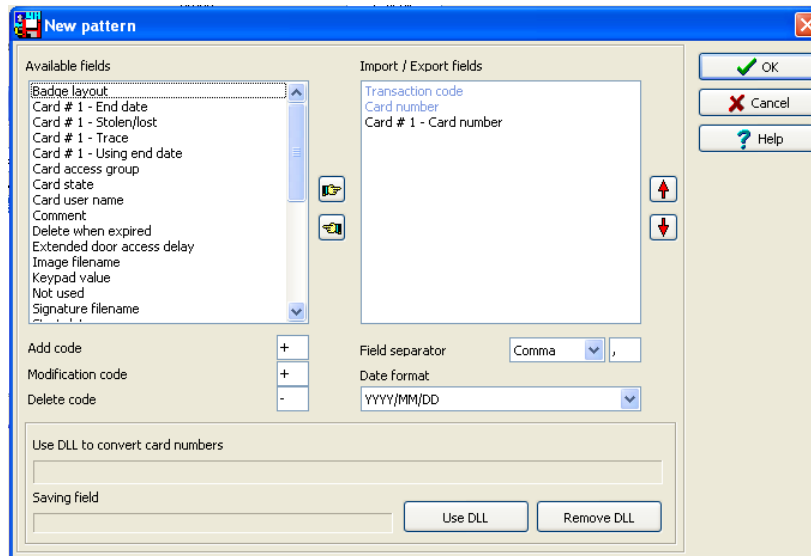 New pattern
Available fields
Import / Export fields
Badge layout
Card # 1 - End date
Card # 1 - Stolen/lost
Card # 1 - Trace
Card # 1 - Using end date
Card access group
Card state
Card user name
Comment
Delete when expired
Extended door access delay
Image filename
Keypad value
Not used
Signature filename
Transaction code
Card number
Card # 1 - Card number
OK
Cancel
? Help
Add code +
Modification code +
Delete code -
Field separator Comma ,
Date format
YYYY/MM/DD
Use DLL to convert card numbers
Saving field
Use DLL
Remove DLL